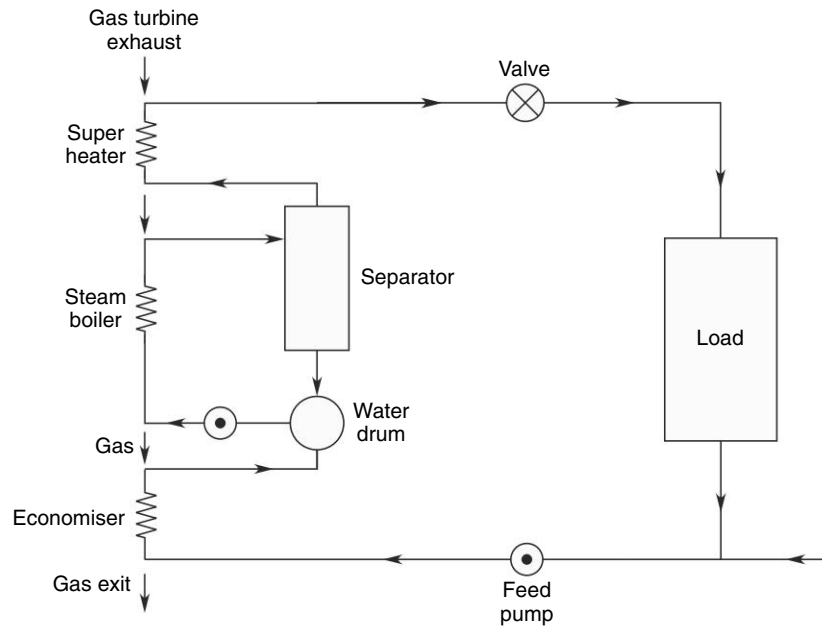 Gas turbine
exhaust
Valve
Super
heater
Separator
Steam
boiler
Load
Water
drum
Gas
Economiser
Gas exit
Feed
pump